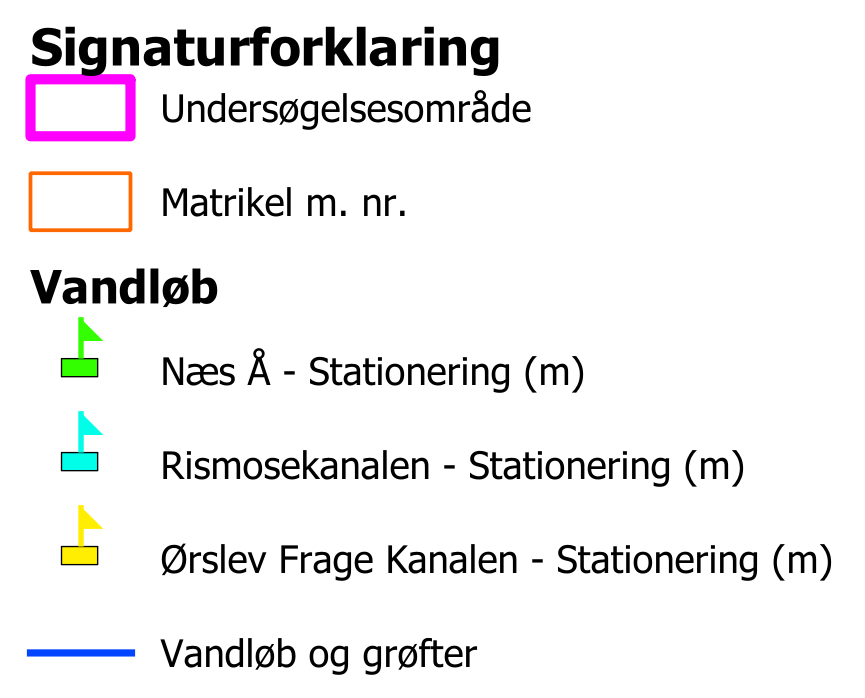 Signaturforklaring
Undersøgelsesområde
Matrikel m. nr.
Vandløb
Næs Å - Stationering (m)
Rismosekanalen - Stationering (m)
Ørslev Frage Kanalen - Stationering (m)
Vandløb og grøfter